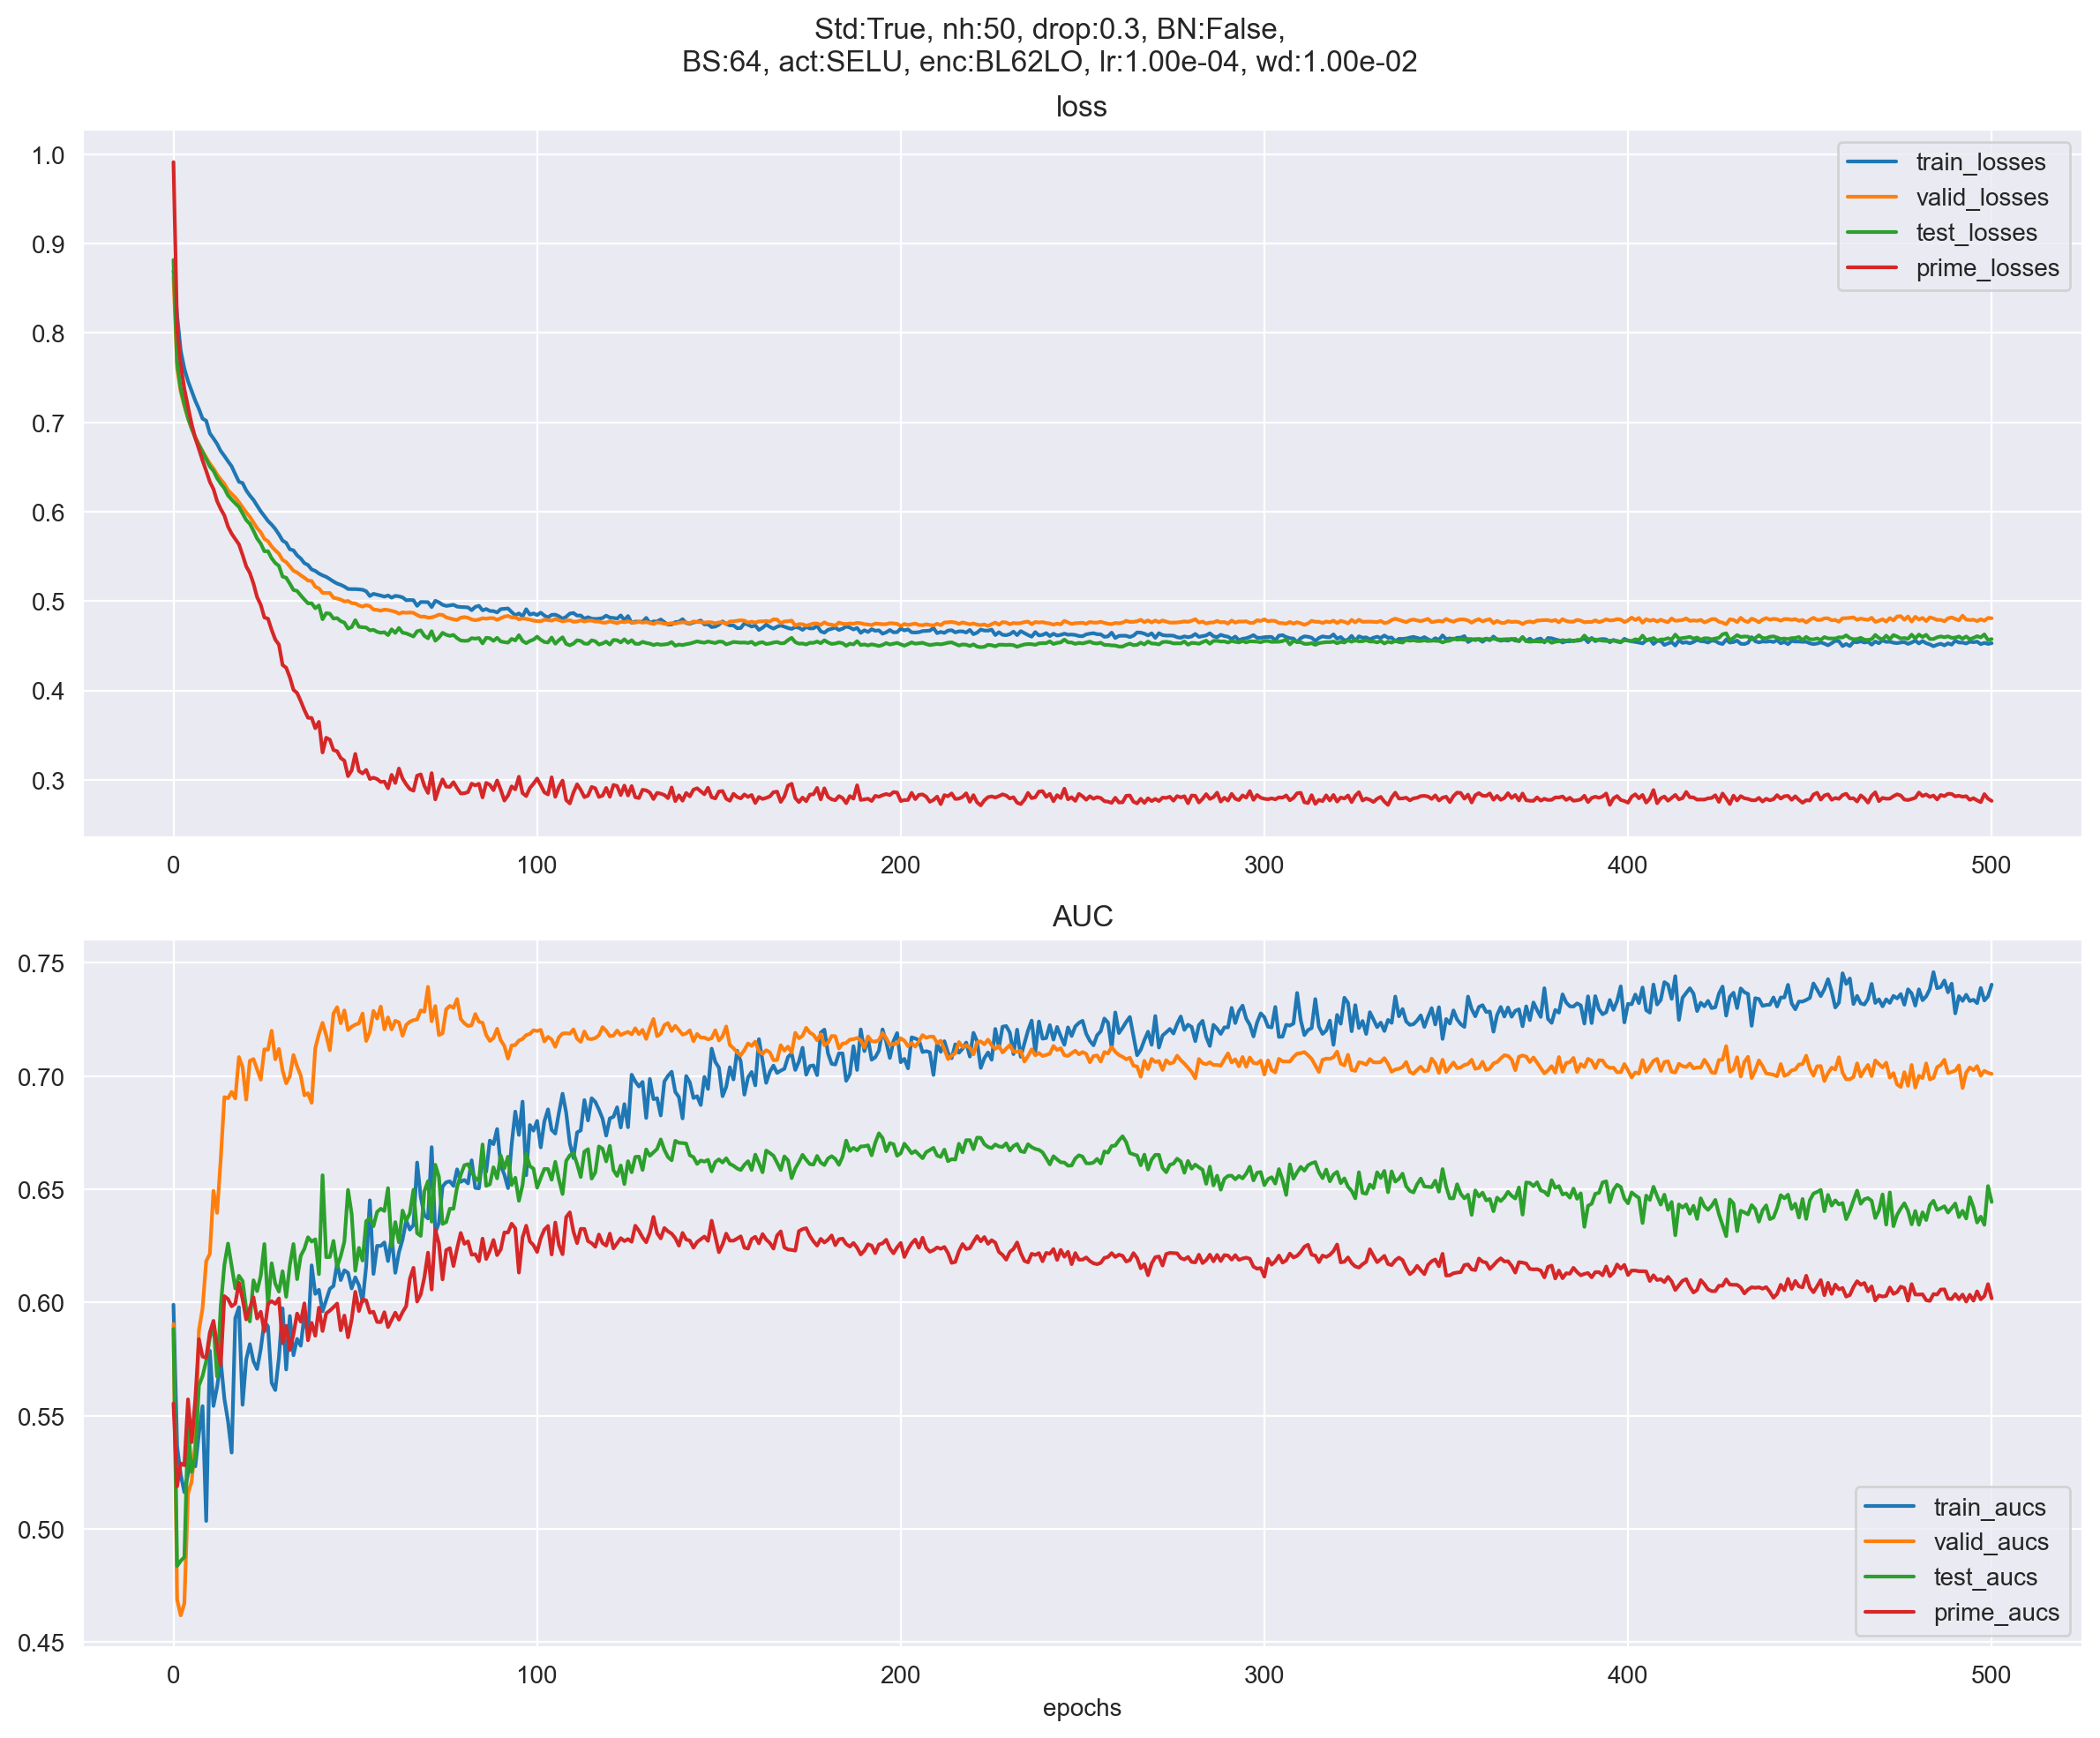 Std:True, nh:50, drop:0.3, BN:False,
BS:64, act:SELU, enc:BL62LO, lr:1.00e-04, wd:1.00e-02
loss
1.0
0.9
0.8
0.7
0.6
0.5
0.4
0.3
train_losses
valid_losses
test_losses
prime_losses
0 100 200 300 400 500
AUC
0.75
0.70
0.65
0.60
0.55
0.50
0.45
train_aucs
valid_aucs
test_aucs
prime_aucs
0 100 200 300 400 500
epochs